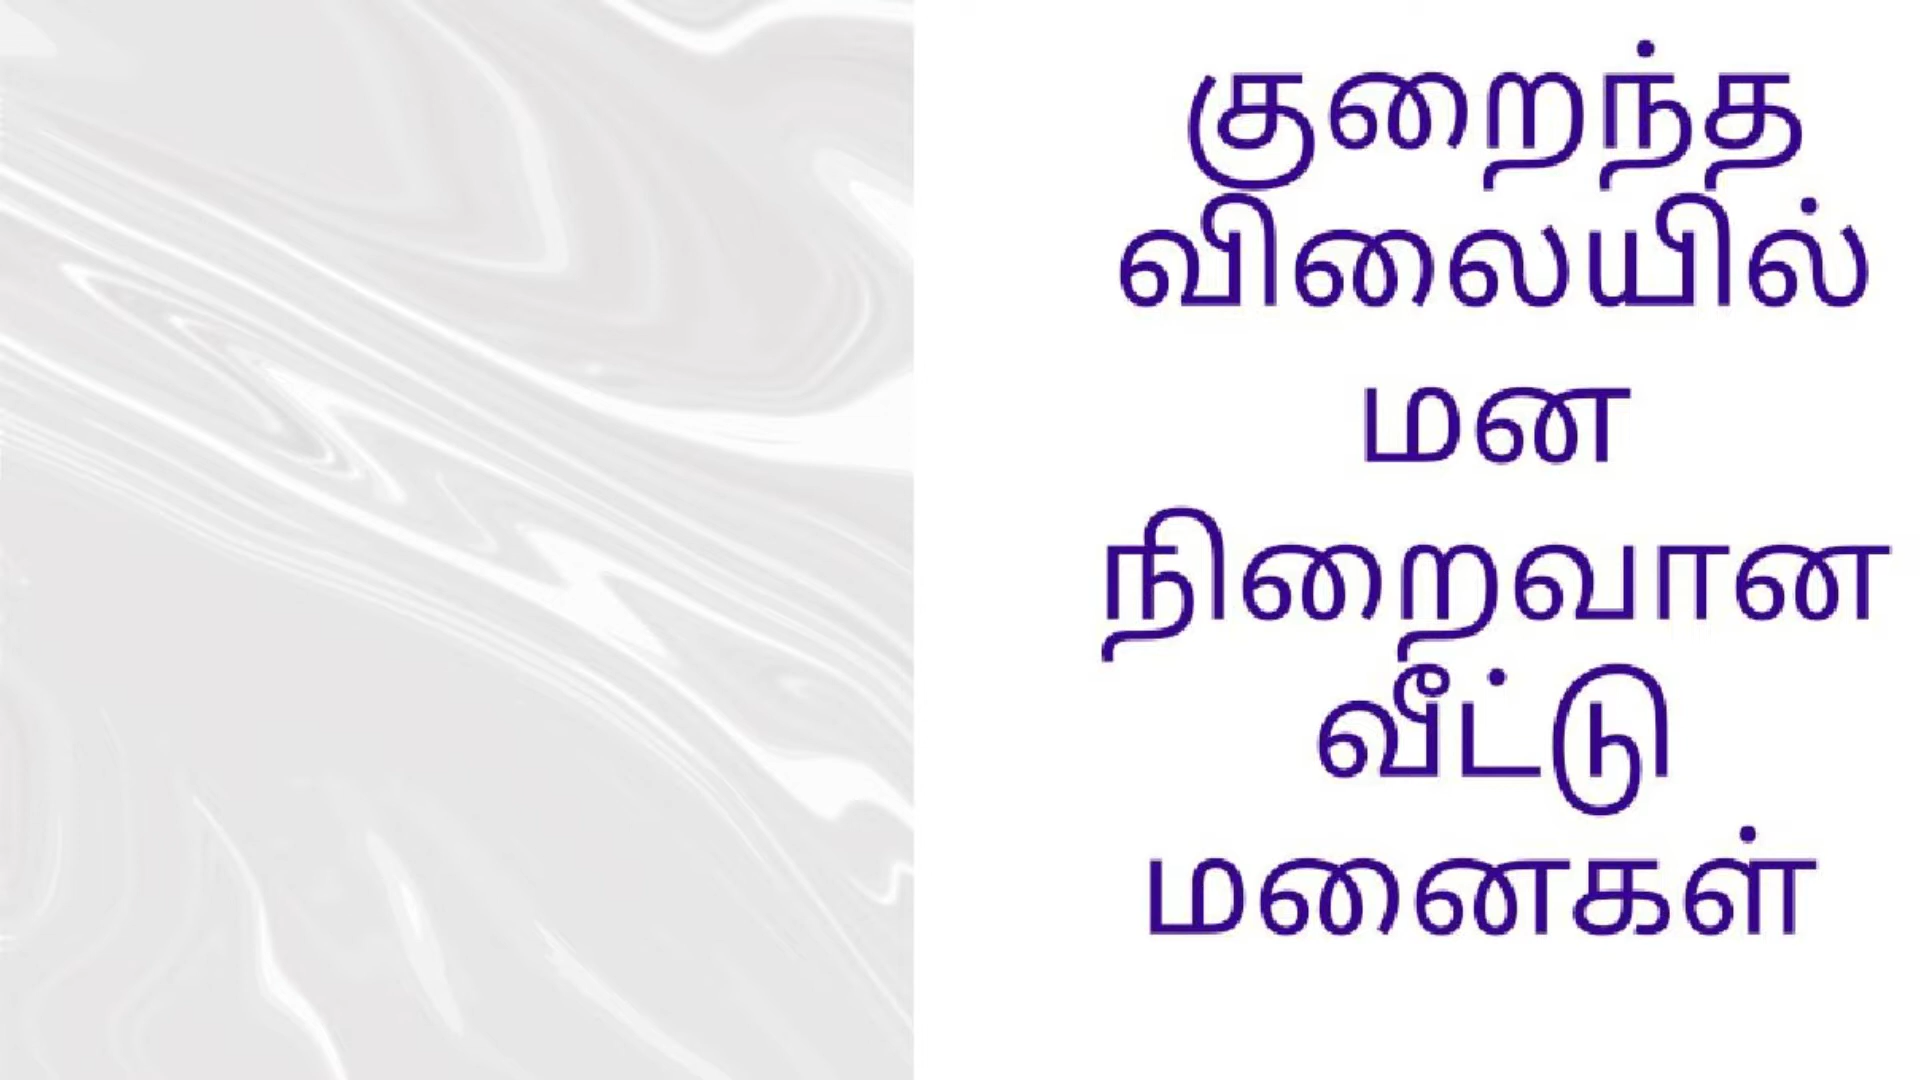 குறைந்த
விலையில்
மன
நிறைவான
வீட்டு
மனைகள்